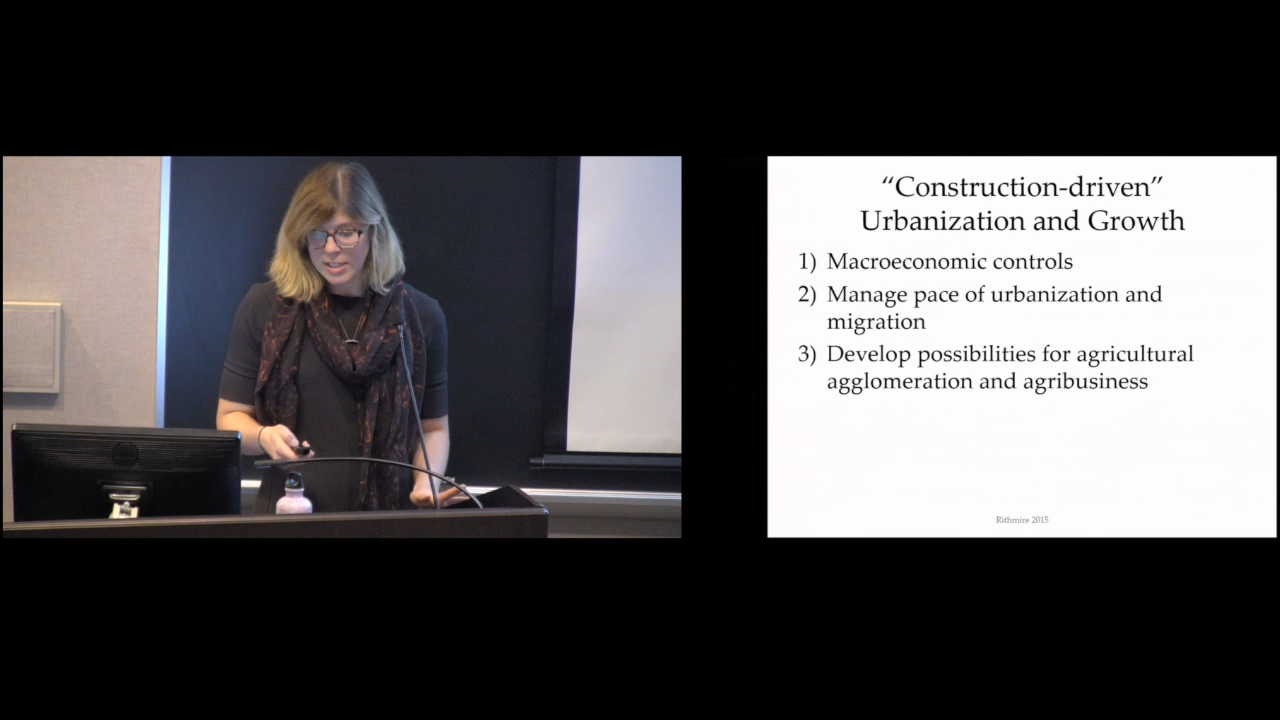 “Construction-driven”
Urbanization and Growth
1) Macroeconomic controls
2) Manage pace of urbanization and
migration
3) Develop possibilities for agricultural
agglomeration and agribusiness
Rithmire 2015